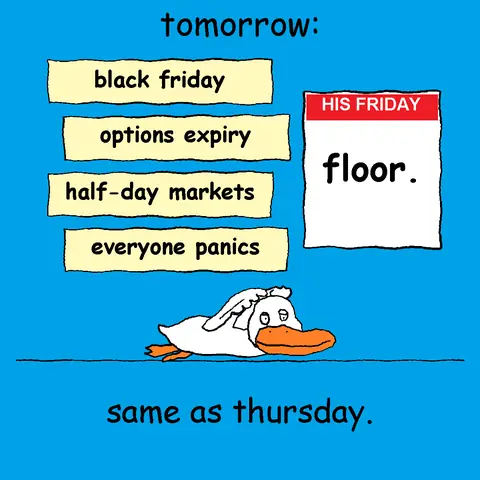 tomorrow:
black friday
options expiry
half-day markets
everyone panics
HIS FRIDAY
floor.
same as thursday.